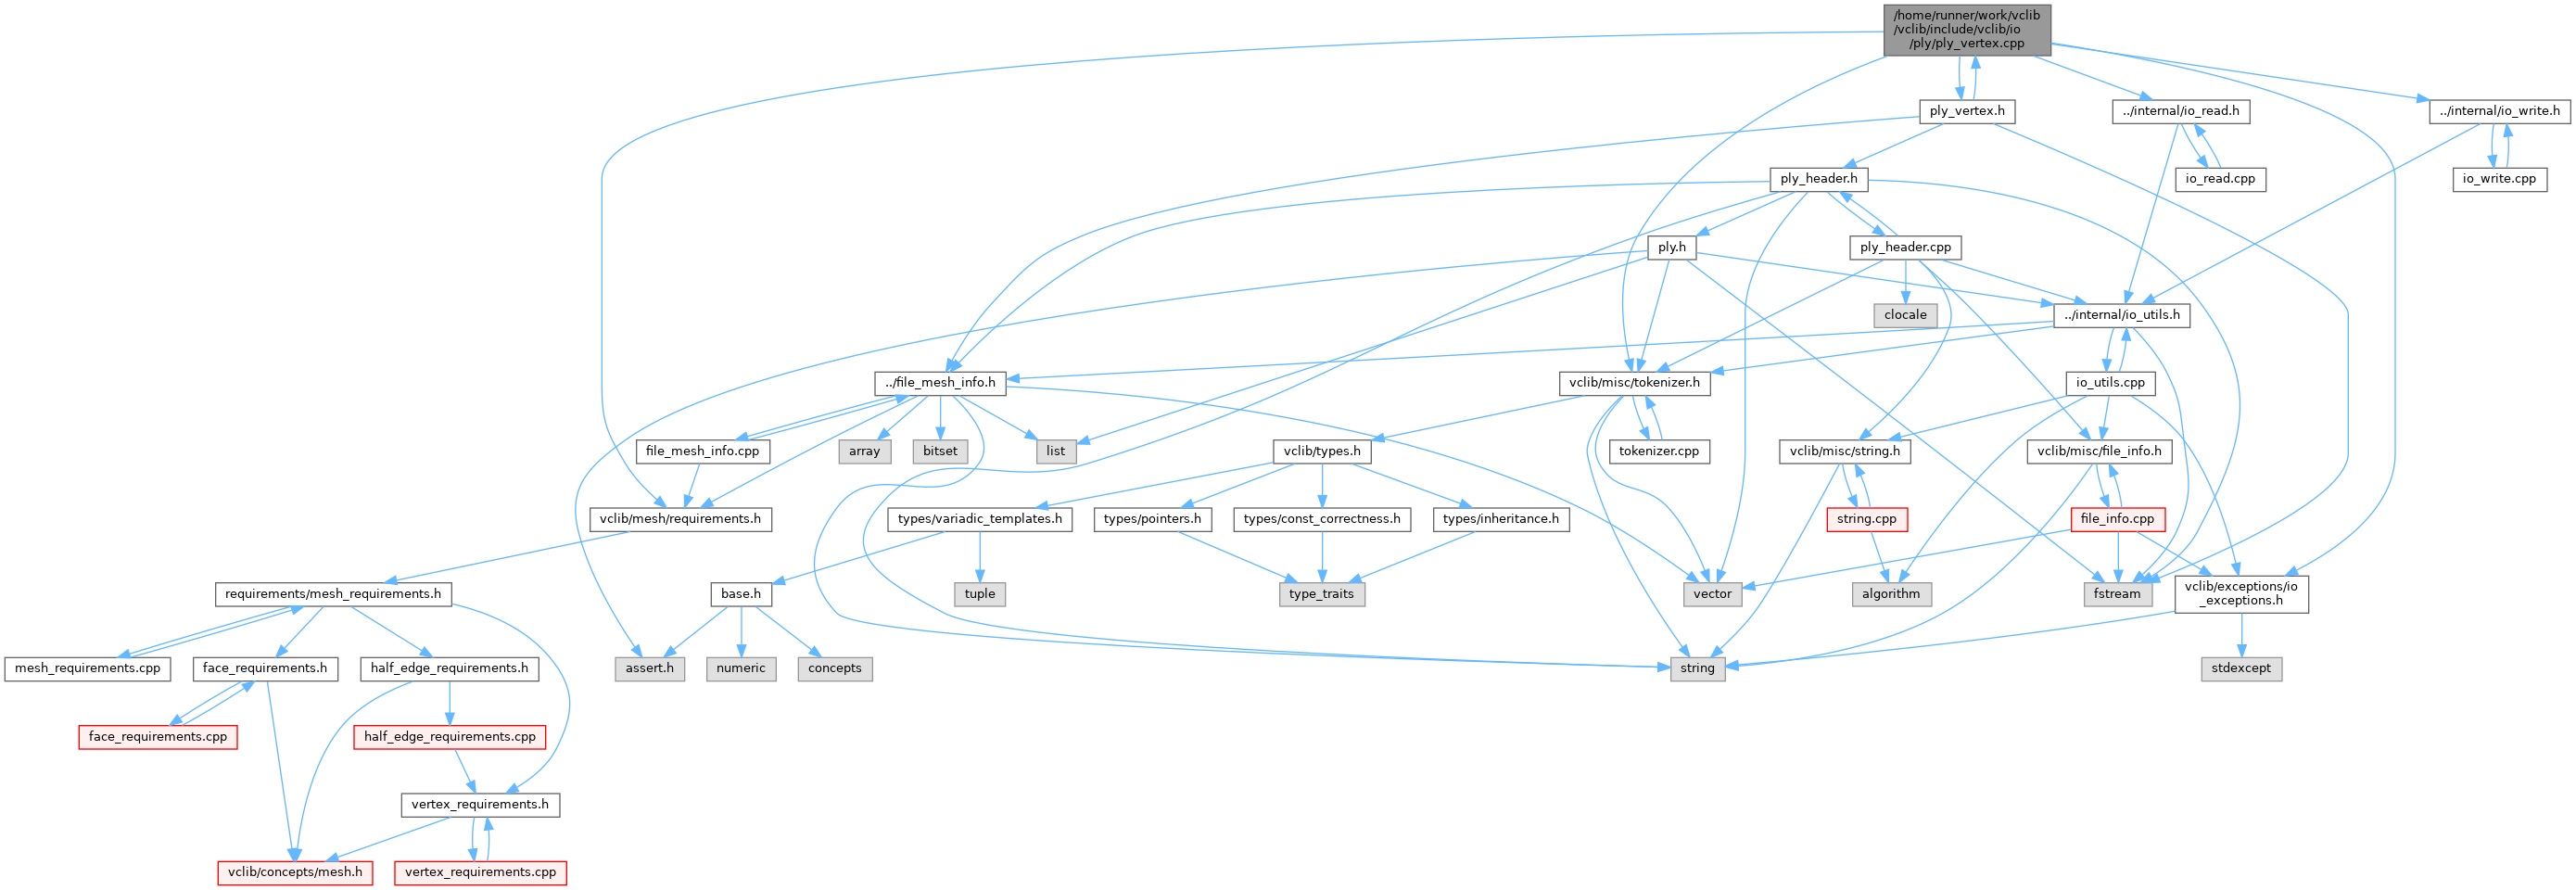 /home/runner/work/vclib
/vclib/include/vclib/io
/ply/ply_vertex.cpp
ply_vertex.h
../internal/io_read.h
../internal/io_write.h
ply_header.h
io_read.cpp
io_write.cpp
ply.h
ply_header.cpp
clocale
../internal/io_utils.h
../file_mesh_info.h
vclib/misc/tokenizer.h
io_utils.cpp
file_mesh_info.cpp
array
bitset
list
vclib/types.h
tokenizer.cpp
vclib/misc/string.h
vclib/misc/file_info.h
vclib/mesh/requirements.h
types/variadic_templates.h
types/pointers.h
types/const_correctness.h
types/inheritance.h
string.cpp
file_info.cpp
requirements/mesh_requirements.h
base.h
tuple
type_traits
vector
algorithm
fstream
vclib/exceptions/io
_exceptions.h
mesh_requirements.cpp
face_requirements.h
half_edge_requirements.h
assert.h
numeric
concepts
string
stdexcept
face_requirements.cpp
half_edge_requirements.cpp
vertex_requirements.h
vclib/concepts/mesh.h
vertex_requirements.cpp